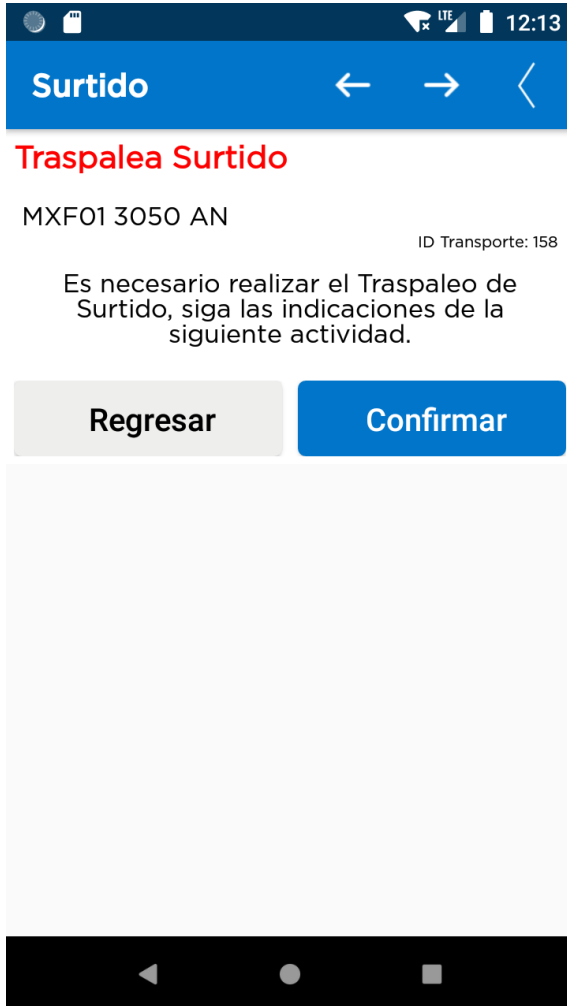 LTE 12:13
Surtido
Traspalea Surtido
MXF01 3050 AN
ID Transporte: 158
Es necesario realizar el Traspaleo de
Surtido, siga las indicaciones de la
siguiente actividad.
Regresar Confirmar